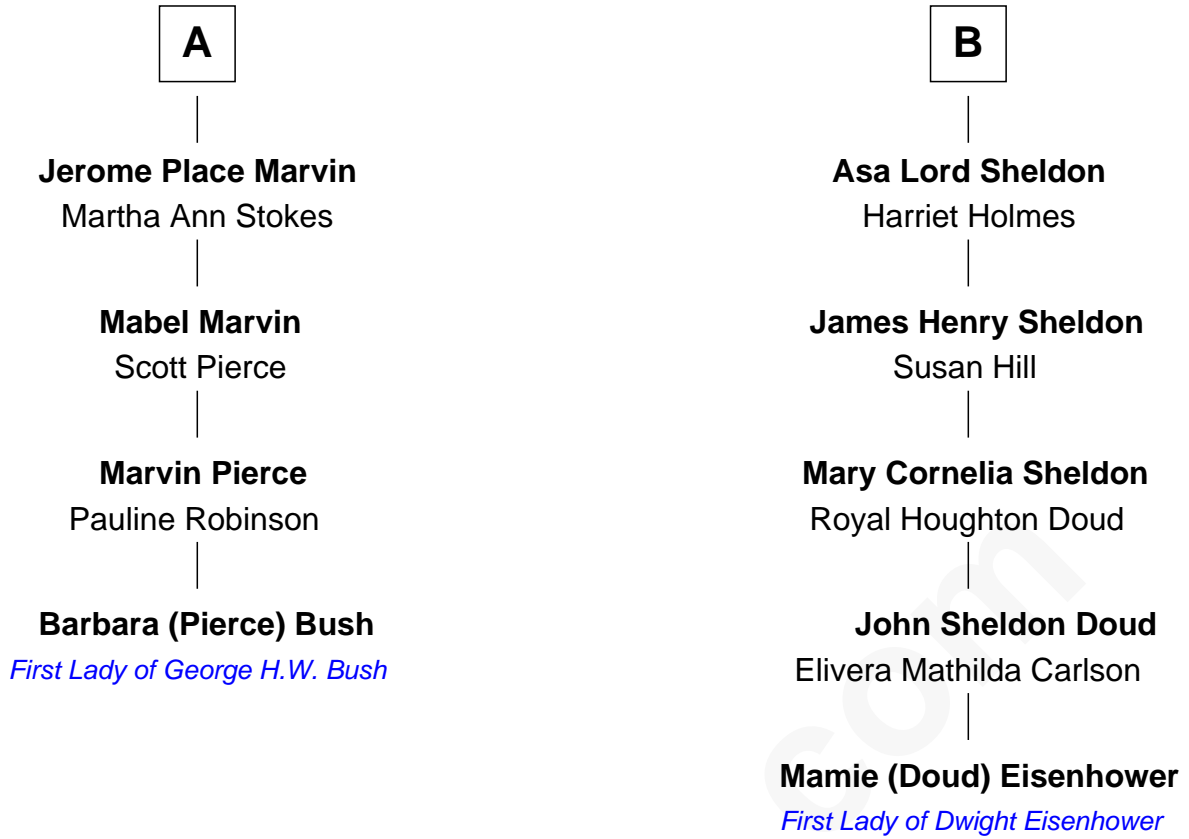 A
Jerome Place Marvin
Martha Ann Stokes
Mabel Marvin
Scott Pierce
Marvin Pierce
Pauline Robinson
Barbara (Pierce) Bush
First Lady of George H.W. Bush
B
Asa Lord Sheldon
Harriet Holmes
James Henry Sheldon
Susan Hill
Mary Cornelia Sheldon
Royal Houghton Doud
John Sheldon Doud
Elivera Mathilda Carlson
Mamie (Doud) Eisenhower
First Lady of Dwight Eisenhower
com